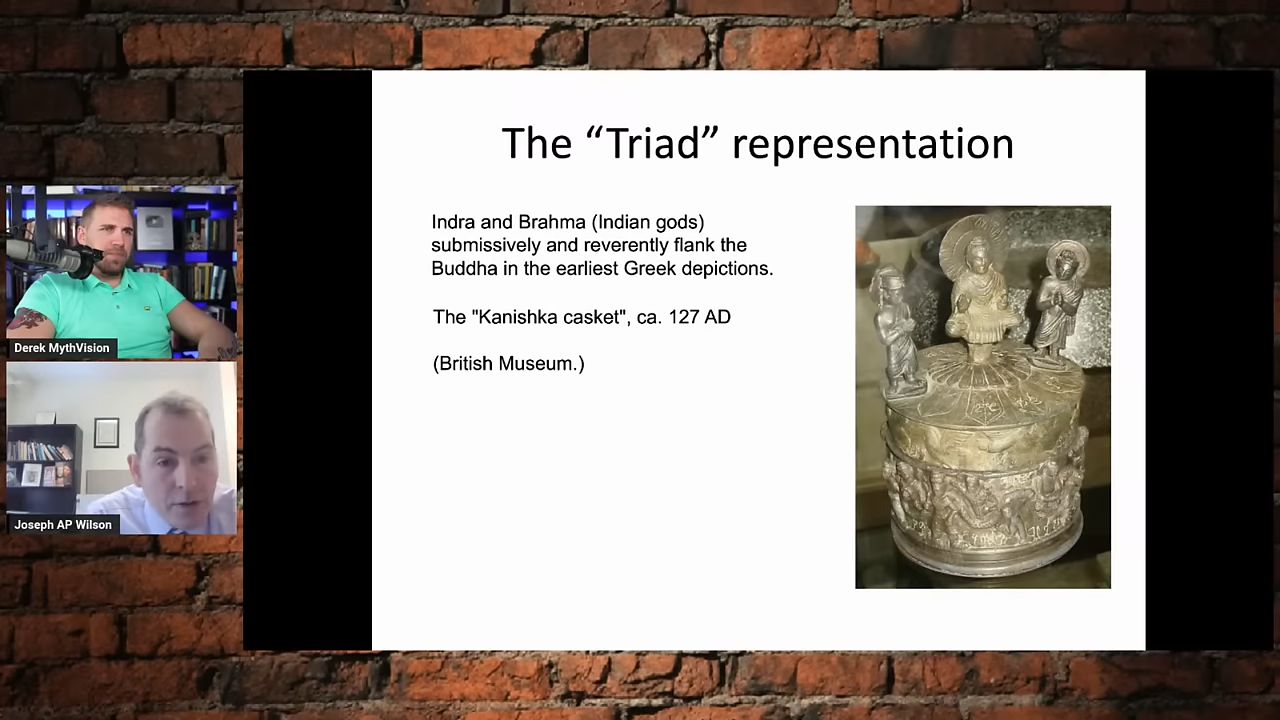 The “Triad” representation
Indra and Brahma (Indian gods)
submissively and reverently flank the
Buddha in the earliest Greek depictions.
The "Kanishka casket", ca. 127 AD
(British Museum.)
Derek MythVision
Joseph AP Wilson